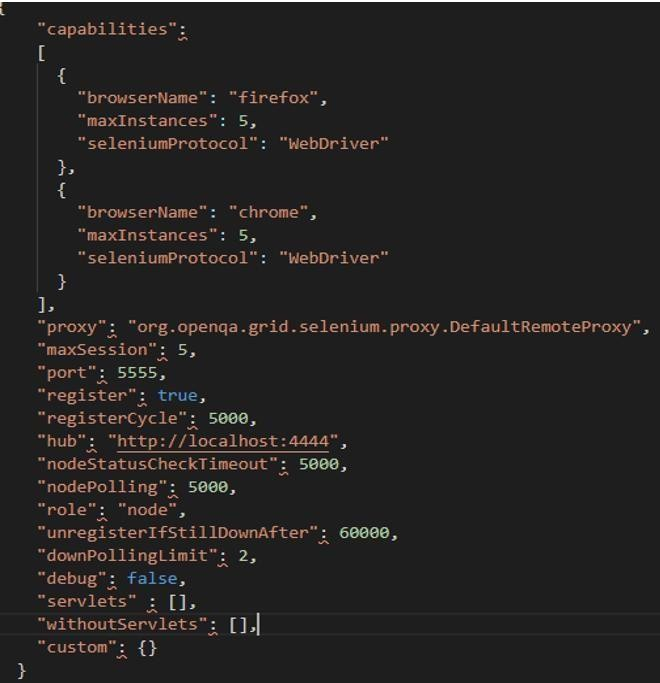 {
"capabilities":
[
{
"browserName": "firefox",
"maxInstances": 5,
"seleniumProtocol": "WebDriver"
},
{
"browserName": "chrome",
"maxInstances": 5,
"seleniumProtocol": "WebDriver"
}
],
"proxy": "org.openqa.grid.selenium.proxy.DefaultRemoteProxy",
"maxSession": 5,
"port": 5555,
"register": true,
"registerCycle": 5000,
"hub": "http://localhost:4444",
"nodeStatusCheckTimeout": 5000,
"nodePolling": 5000,
"role": "node",
"unregisterIfStillDownAfter": 60000,
"downPollingLimit": 2,
"debug": false,
"servlets" : [],
"withoutServlets": [],
"custom": {}
}